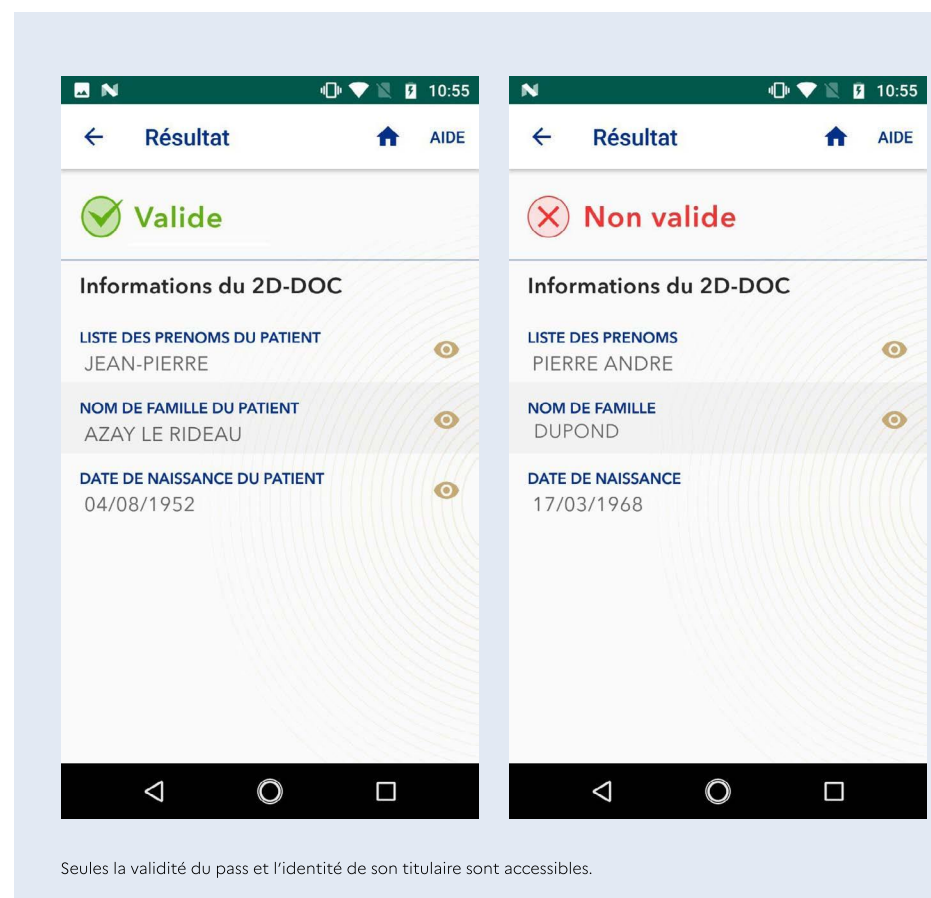 10:55
Résultat AIDE
Valide
Informations du 2D-DOC
LISTE DES PRENOMS DU PATIENT
JEAN-PIERRE
NOM DE FAMILLE DU PATIENT
AZAY LE RIDEAU
DATE DE NAISSANCE DU PATIENT
04/08/1952
10:55
Résultat AIDE
Non valide
Informations du 2D-DOC
LISTE DES PRENOMS
PIERRE ANDRE
NOM DE FAMILLE
DUPOND
DATE DE NAISSANCE
17/03/1968
Seules la validité du pass et l’identité de son titulaire sont accessibles.